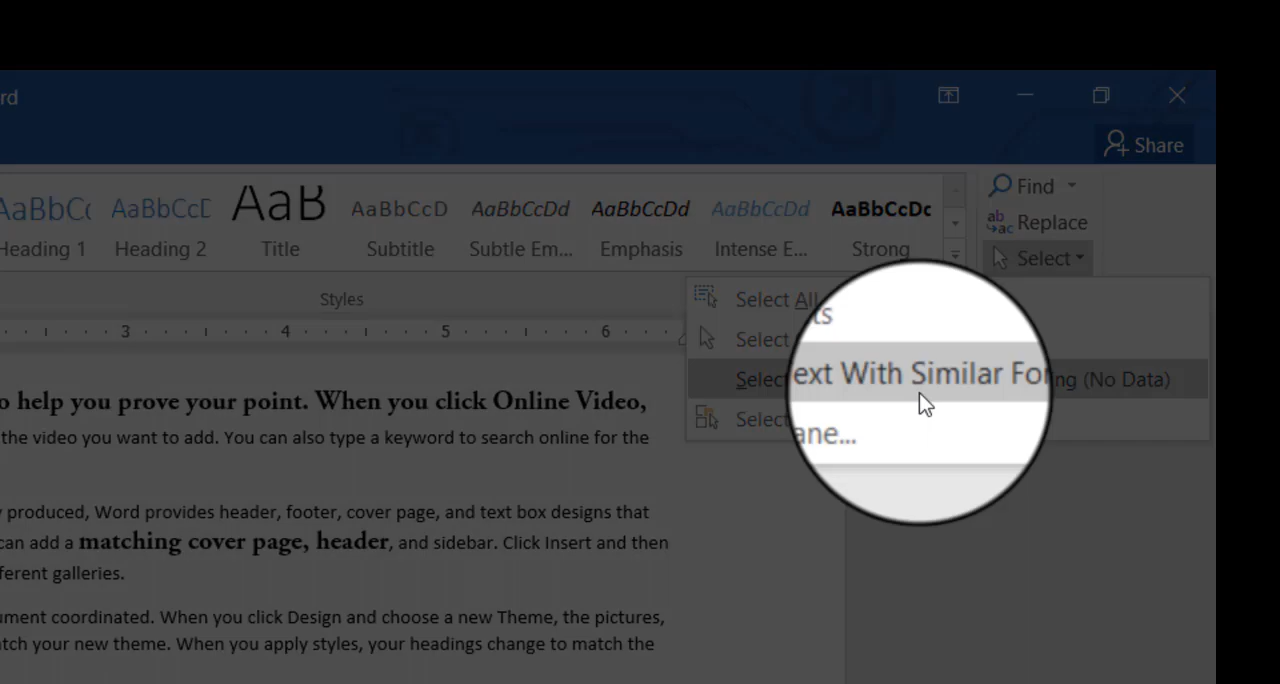 rd
Share
AaBbCc AaBbCcD AaB AaBbCcD AaBbCcDd AaBbCcDd AaBbCcDd AaBbCcDc
Heading 1 Heading 2 Title Subtitle Subtle Em... Emphasis Intense E... Strong
Find
Replace
Select
Styles
3 4 5 6
Select All
Select
ts
Select ext With Similar For ng (No Data)
Select ane...
o help you prove your point. When you click Online Video,
the video you want to add. You can also type a keyword to search online for the
y produced, Word provides header, footer, cover page, and text box designs that
can add a matching cover page, header, and sidebar. Click Insert and then
fferent galleries.
ument coordinated. When you click Design and choose a new Theme, the pictures,
atch your new theme. When you apply styles, your headings change to match the